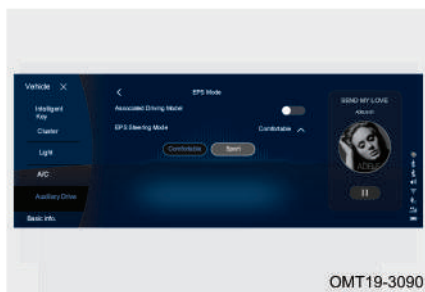 Vehicle ×
Intelligent
Key
Cluster
Light
A/C
Auxiliary Drive
Basic info.
EPS Mode
Associated Driving Mode
EPS Steering Mode
Comfortable
Comfortable
Sport
SEND MY LOVE
ADELE
OMT19-3090